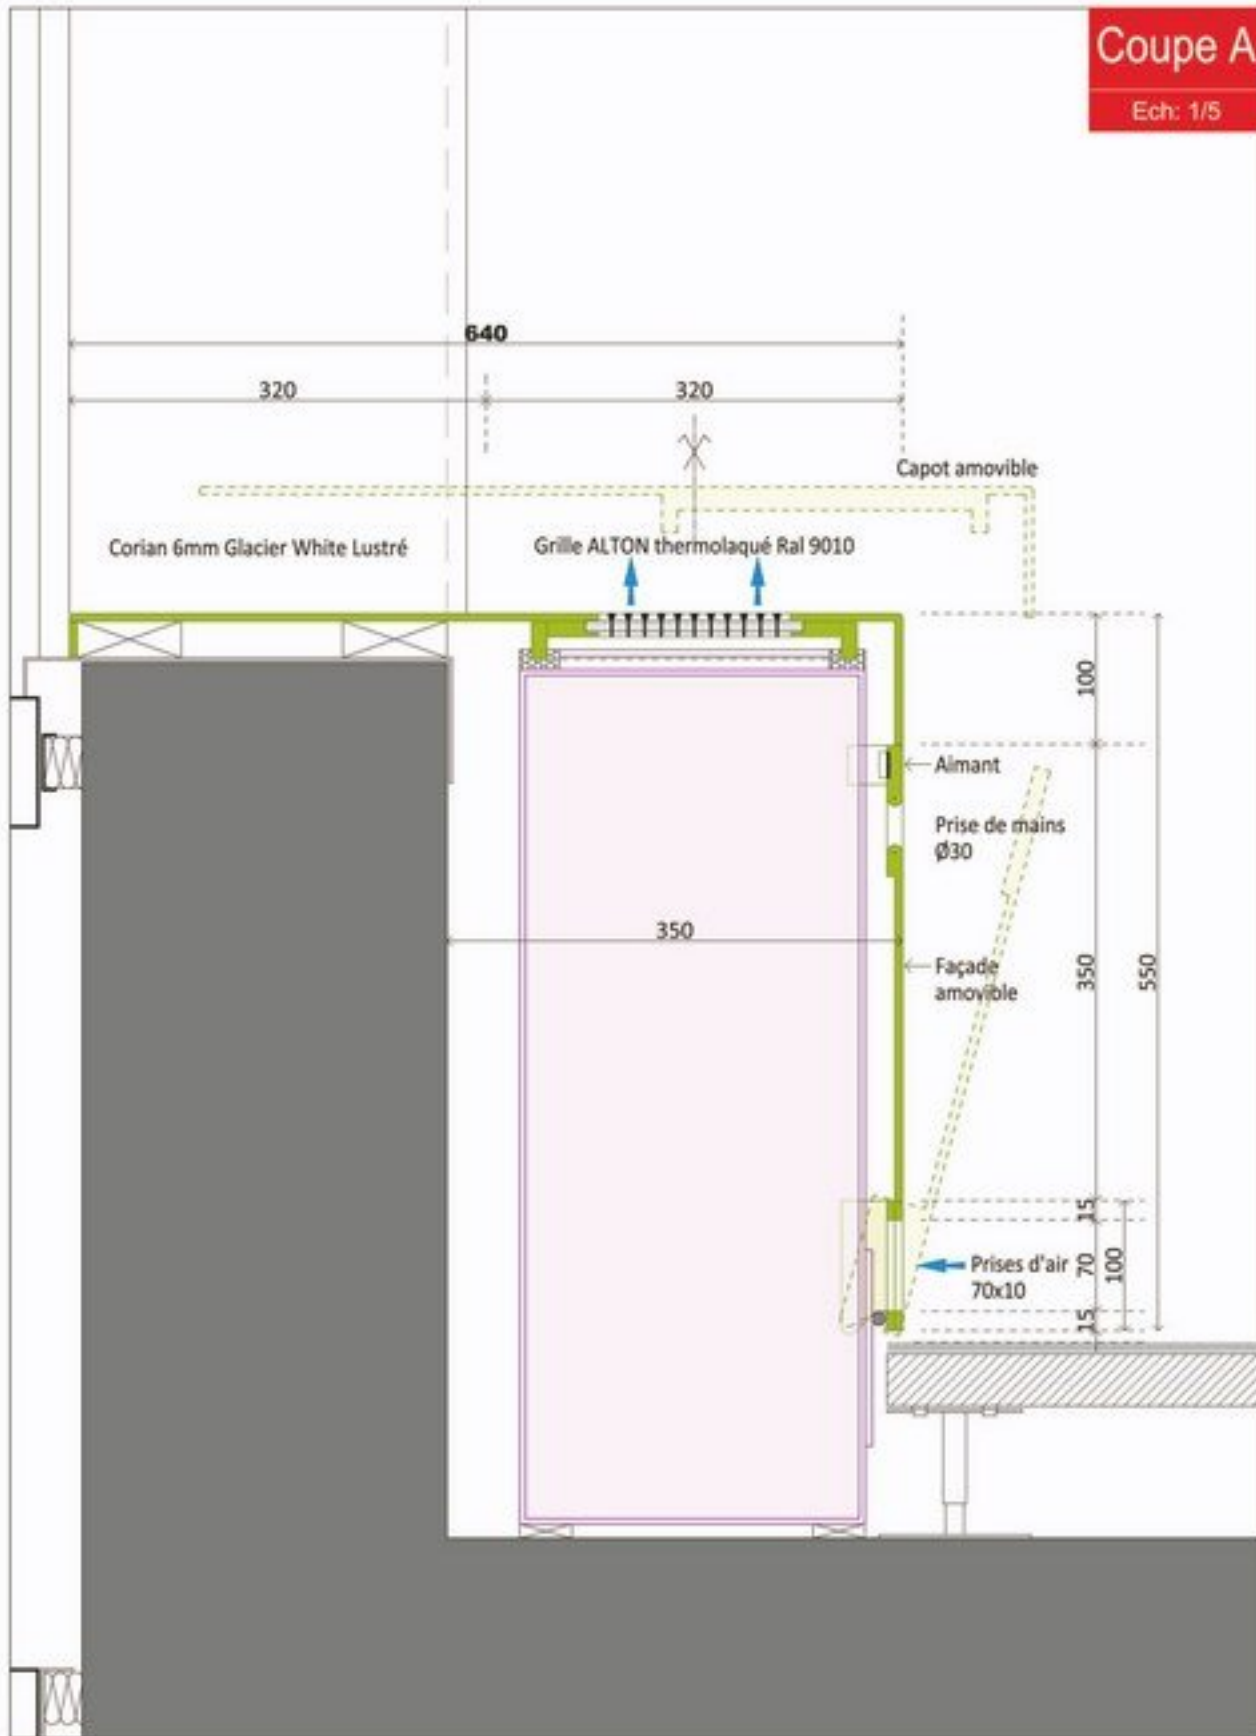 Coupe A
Ech: 1/5
640
320
320
Capot amovible
Corian 6mm Glacier White Lustré
Grille ALTON thermolaqué Ral 9010
100
Aimant
Prise de mains
Ø30
350
350
550
Façade
amovible
15
Prises d'air
70x10
70
100
15